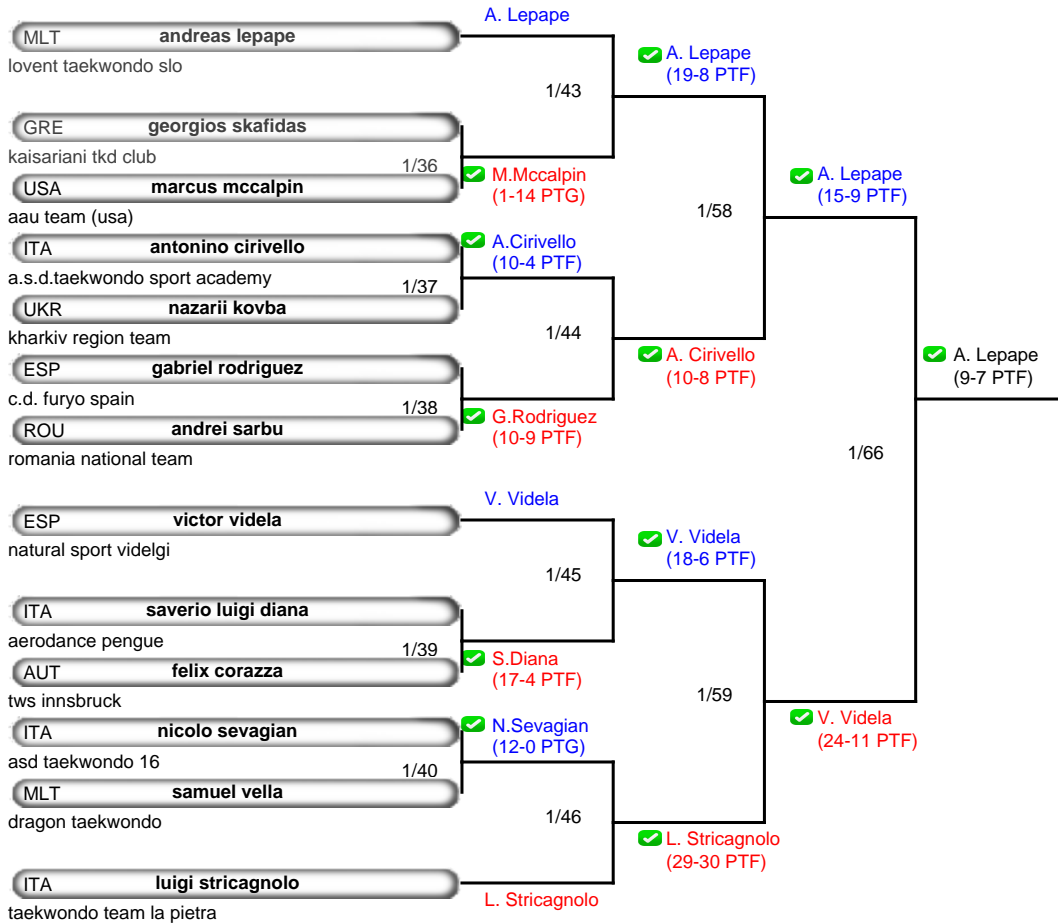 A. Lepape
MLT andreas lepape
lovent taekwondo slo
A. Lepape
(19-8 PTF)
1/43
GRE georgios skafidas
kaisariani tkd club
1/36
USA marcus mccalpin
aau team (usa)
M.Mccalpin
(1-14 PTG)
A. Lepape
(15-9 PTF)
1/58
ITA antonino cirivello
a.s.d.taekwondo sport academy
A.Cirivello
(10-4 PTF)
1/37
UKR nazarii kovba
kharkiv region team
1/44
ESP gabriel rodriguez
c.d. furyo spain
A. Cirivello
(10-8 PTF)
A. Lepape
(9-7 PTF)
1/38
ROU andrei sarbu
romania national team
G.Rodriguez
(10-9 PTF)
1/66
V. Videla
ESP victor videla
natural sport videlgi
V. Videla
(18-6 PTF)
1/45
ITA saverio luigi diana
aerodance pengue
1/39
AUT felix corazza
tws innsbruck
S.Diana
(17-4 PTF)
1/59
ITA nicolo sevagian
asd taekwondo 16
N.Sevagian
(12-0 PTG)
V. Videla
(24-11 PTF)
1/40
MLT samuel vella
dragon taekwondo
1/46
L. Stricagnolo
(29-30 PTF)
ITA luigi stricagnolo
taekwondo team la pietra
L. Stricagnolo